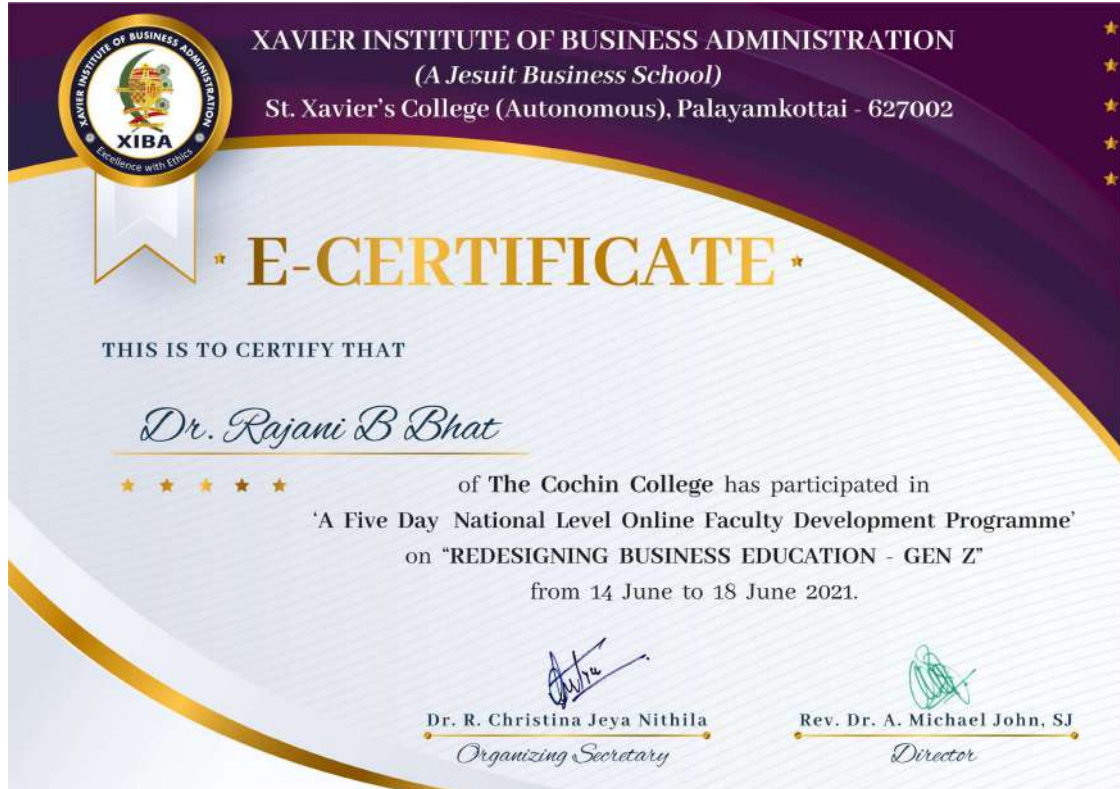 XAVIER INSTITUTE OF BUSINESS ADMINISTRATION
XIBA
Excellence with Ethics
XAVIER INSTITUTE OF BUSINESS ADMINISTRATION
(A Jesuit Business School)
St. Xavier's College (Autonomous), Palayamkottai - 627002
E-CERTIFICATE
THIS IS TO CERTIFY THAT
Dr. Rajani B Bhat
of The Cochin College has participated in
'A Five Day National Level Online Faculty Development Programme'
on "REDESIGNING BUSINESS EDUCATION - GEN Z"
from 14 June to 18 June 2021.
Dr. R. Christina Jeya Nithila
Organizing Secretary
Rev. Dr. A. Michael John, SJ
Director